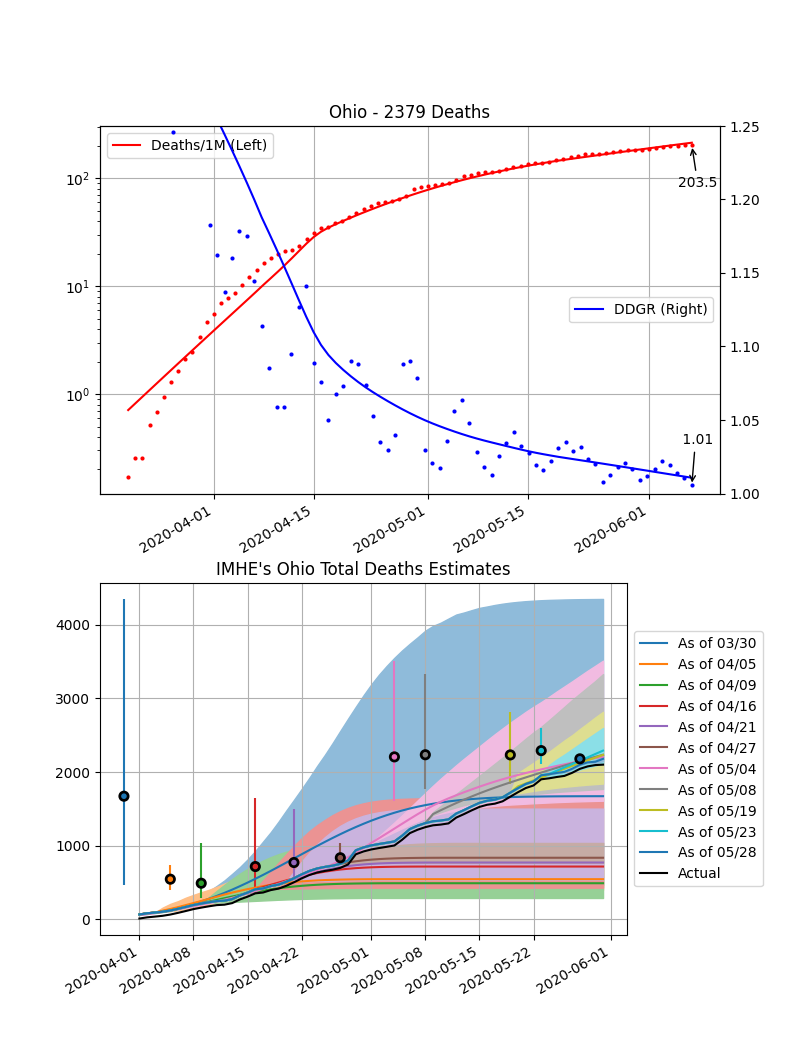 Ohio - 2379 Deaths
Deaths/1M (Left)
DDGR (Right)
203.5
1.01
10²
10¹
10⁰
1.25
1.20
1.15
1.10
1.05
1.00
2020-04-01
2020-04-15
2020-05-01
2020-05-15
2020-06-01
IMHE's Ohio Total Deaths Estimates
4000
3000
2000
1000
0
2020-04-01
2020-04-08
2020-04-15
2020-04-22
2020-05-01
2020-05-08
2020-05-15
2020-05-22
2020-06-01
As of 03/30
As of 04/05
As of 04/09
As of 04/16
As of 04/21
As of 04/27
As of 05/04
As of 05/08
As of 05/19
As of 05/23
As of 05/28
Actual